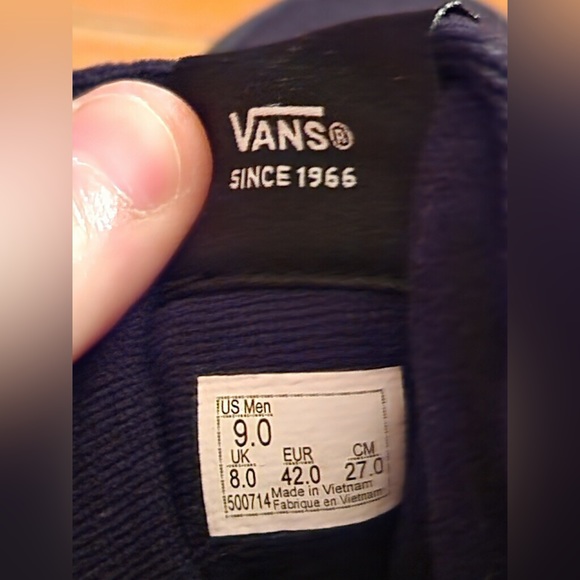 VANS®
SINCE 1966
US Men
9.0
UK EUR CM
8.0 42.0 27.0
500714 Made in Vietnam
Fabrique en Vietnam